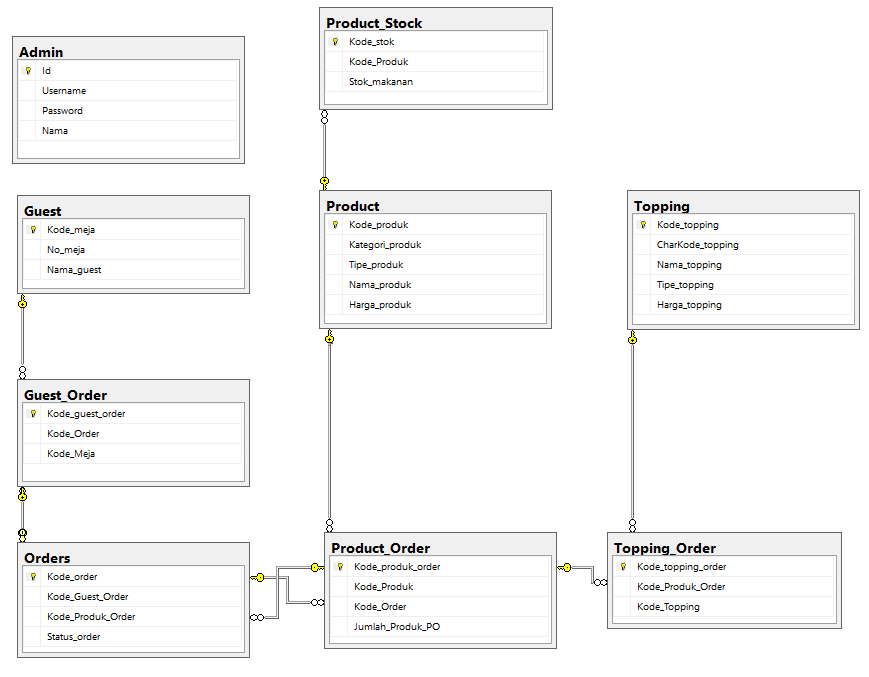 Admin
Id
Username
Password
Nama
Product_Stock
Kode_stok
Kode_Produk
Stok_makanan
Guest
Kode_meja
No_meja
Nama_guest
Product
Kode_produk
Kategori_produk
Tipe_produk
Nama_produk
Harga_produk
Topping
Kode_topping
CharKode_topping
Nama_topping
Tipe_topping
Harga_topping
Guest_Order
Kode_guest_order
Kode_Order
Kode_Meja
Orders
Kode_order
Kode_Guest_Order
Kode_Produk_Order
Status_order
Product_Order
Kode_produk_order
Kode_Produk
Kode_Order
Jumlah_Produk_PO
Topping_Order
Kode_topping_order
Kode_Produk_Order
Kode_Topping